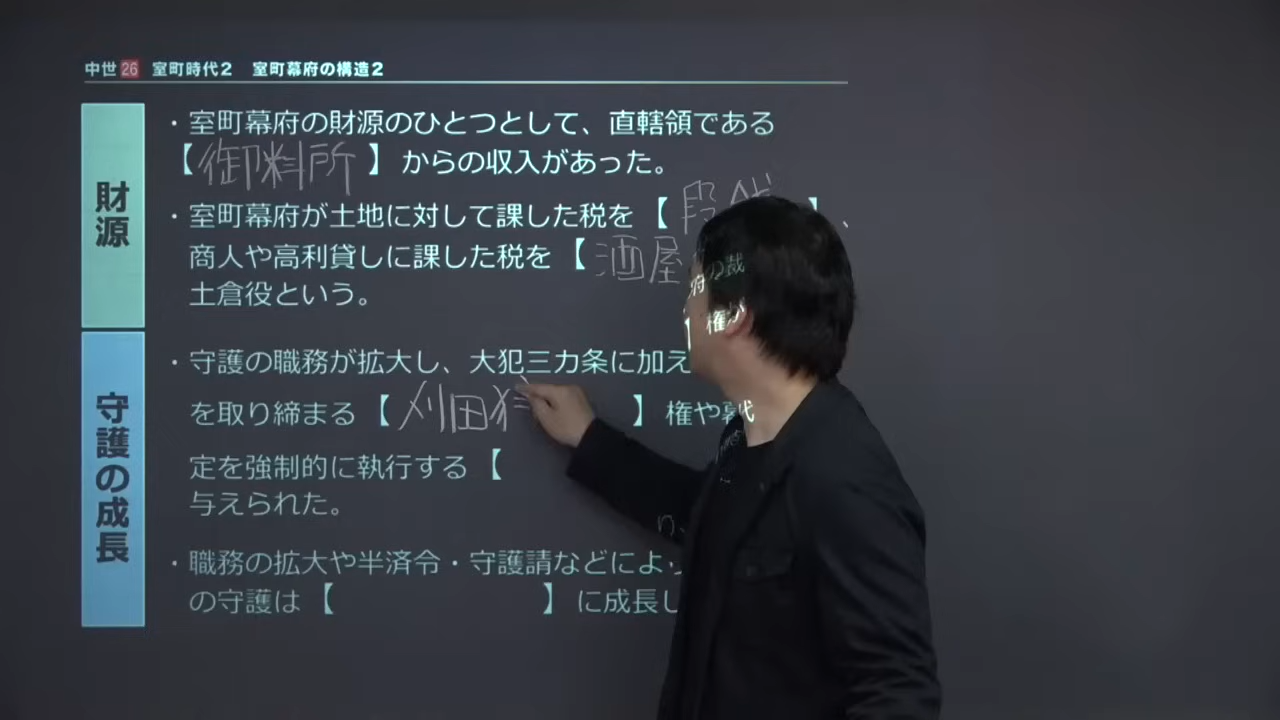 中世26 室町時代2 室町幕府の構造2
財源
・室町幕府の財源のひとつとして、直轄領である
【御料所】からの収入があった。
・室町幕府が土地に対して課した税を【段 】、
商人や高利貸しに課した税を【酒屋
土倉役という。
守護の成長
・守護の職務が拡大し、大犯三カ条に加え
を取り締まる【刈田 】権や幕
府の裁
定を強制的に執行する【
権が
与えられた。
・職務の拡大や半済令・守護請などによ
の守護は【 】に成長し